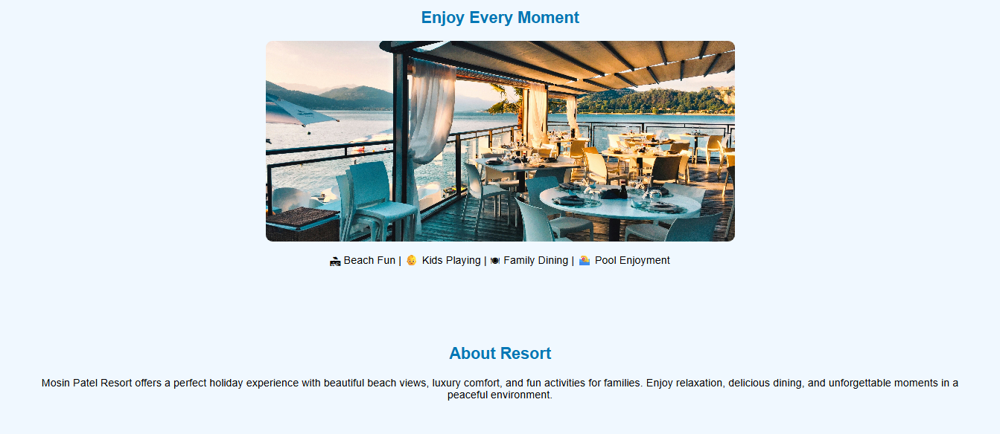 Enjoy Every Moment
🏖 Beach Fun | 👶 Kids Playing | 🍽 Family Dining | 🏊 Pool Enjoyment
About Resort
Mosin Patel Resort offers a perfect holiday experience with beautiful beach views, luxury comfort, and fun activities for families. Enjoy relaxation, delicious dining, and unforgettable moments in a
peaceful environment.